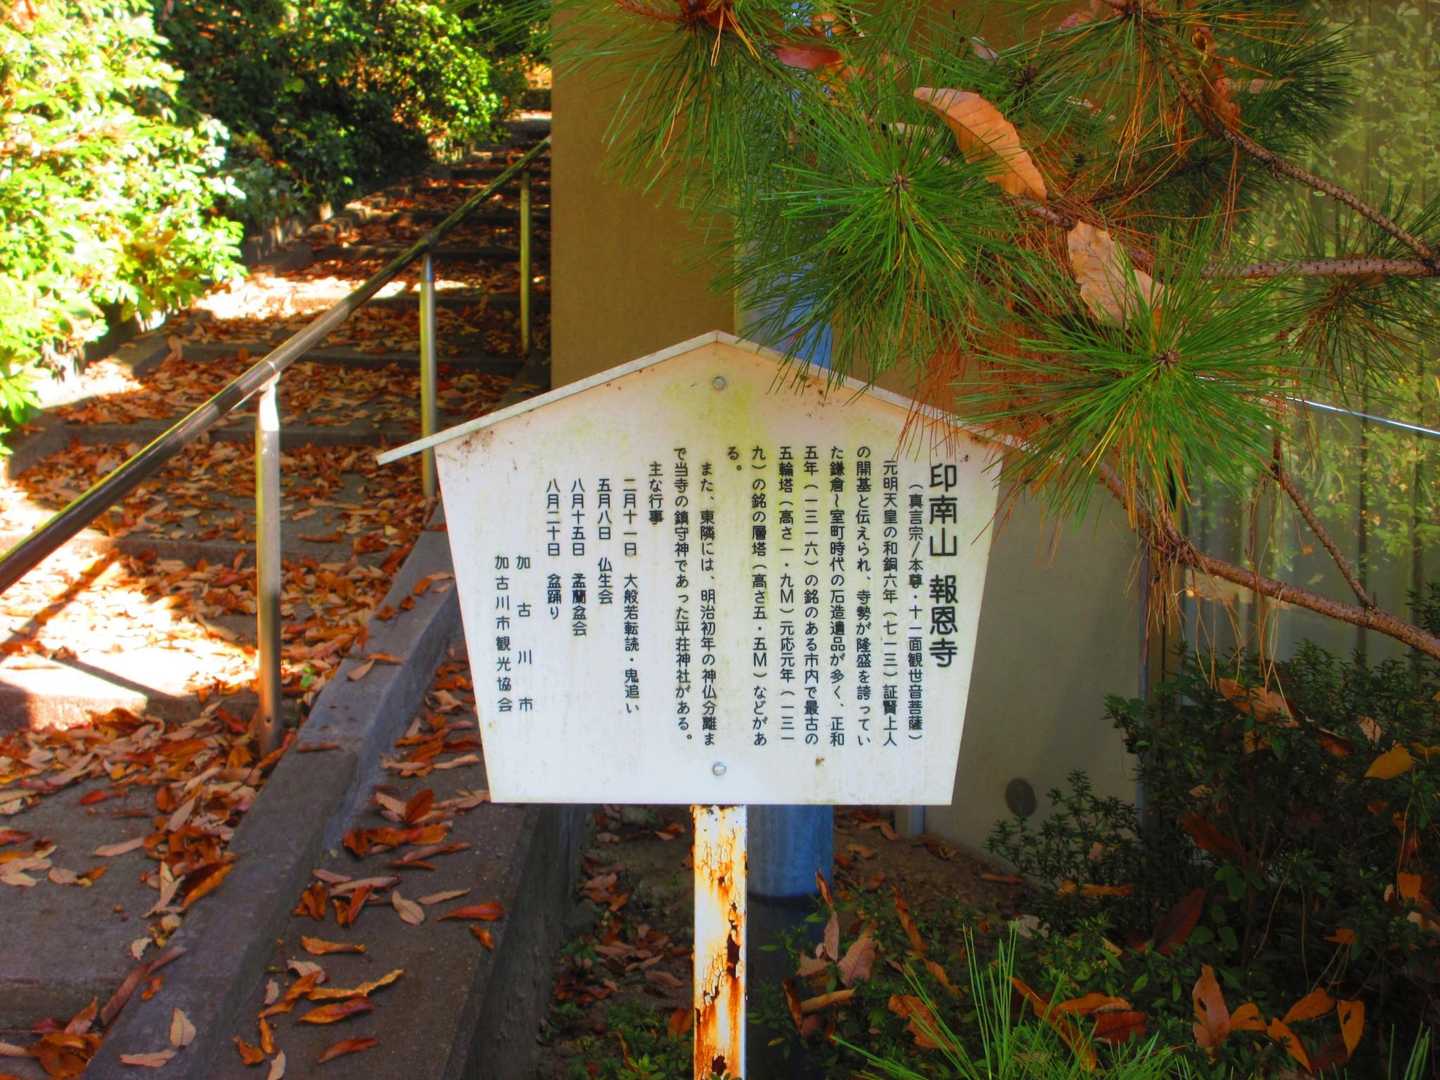 印南山 報恩寺
（真言宗/本尊・十一面観世音菩薩）
元明天皇の和銅六年（七一三）証賢上人
の開基と伝えられ、寺勢が隆盛を誇ってい
た鎌倉～室町時代の石造遺品が多く、正和
五年（一三一六）の銘のある市内で最古の
五輪塔（高さ一・九M）元応元年（一三一
九）の銘の層塔（高さ五・五M）などがあ
る。
また、東隣には、明治初年の神仏分離ま
で当寺の鎮守神であった平荘神社がある。
主な行事
二月十一日 大般若転読・鬼追い
五月八日 仏生会
八月十五日 盂蘭盆会
八月二十日 盆踊り
加古川市
加古川市観光協会